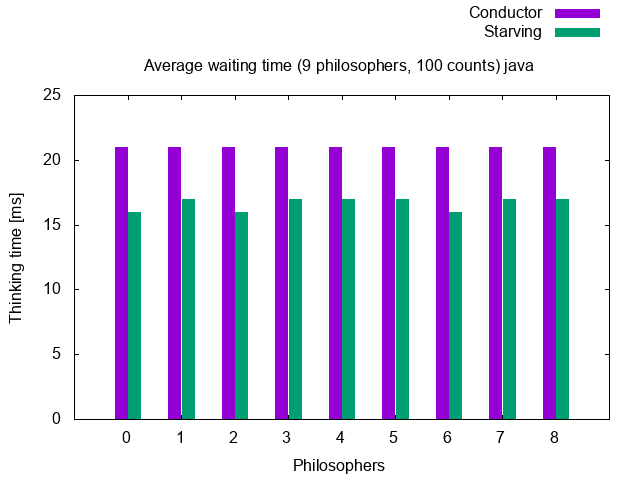 Conductor
Starving
Average waiting time (9 philosophers, 100 counts) java
25
20
15
10
5
0
Thinking time [ms]
0 1 2 3 4 5 6 7 8
Philosophers